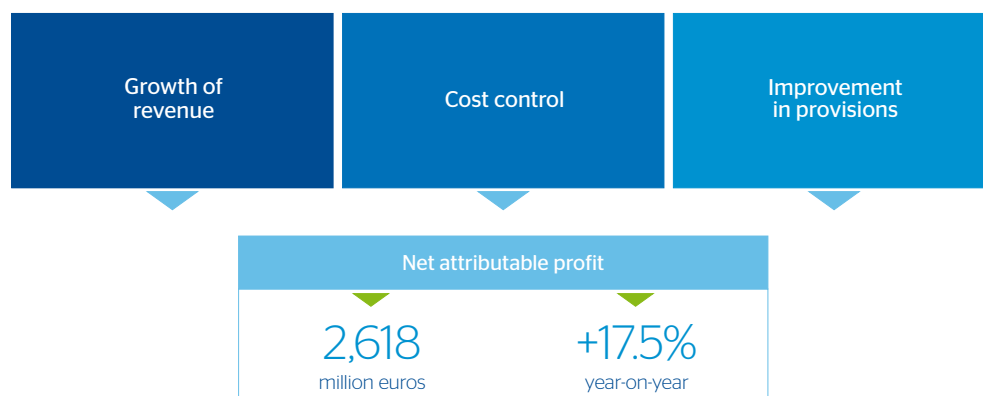 Growth of
revenue
Cost control
Improvement
in provisions
Net attributable profit
2,618
million euros
+17.5%
year-on-year